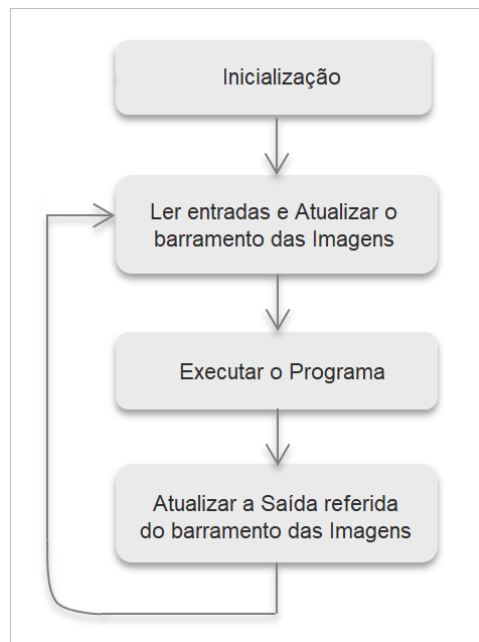 Inicialização
Ler entradas e Atualizar o
barramento das Imagens
Executar o Programa
Atualizar a Saída referida
do barramento das Imagens